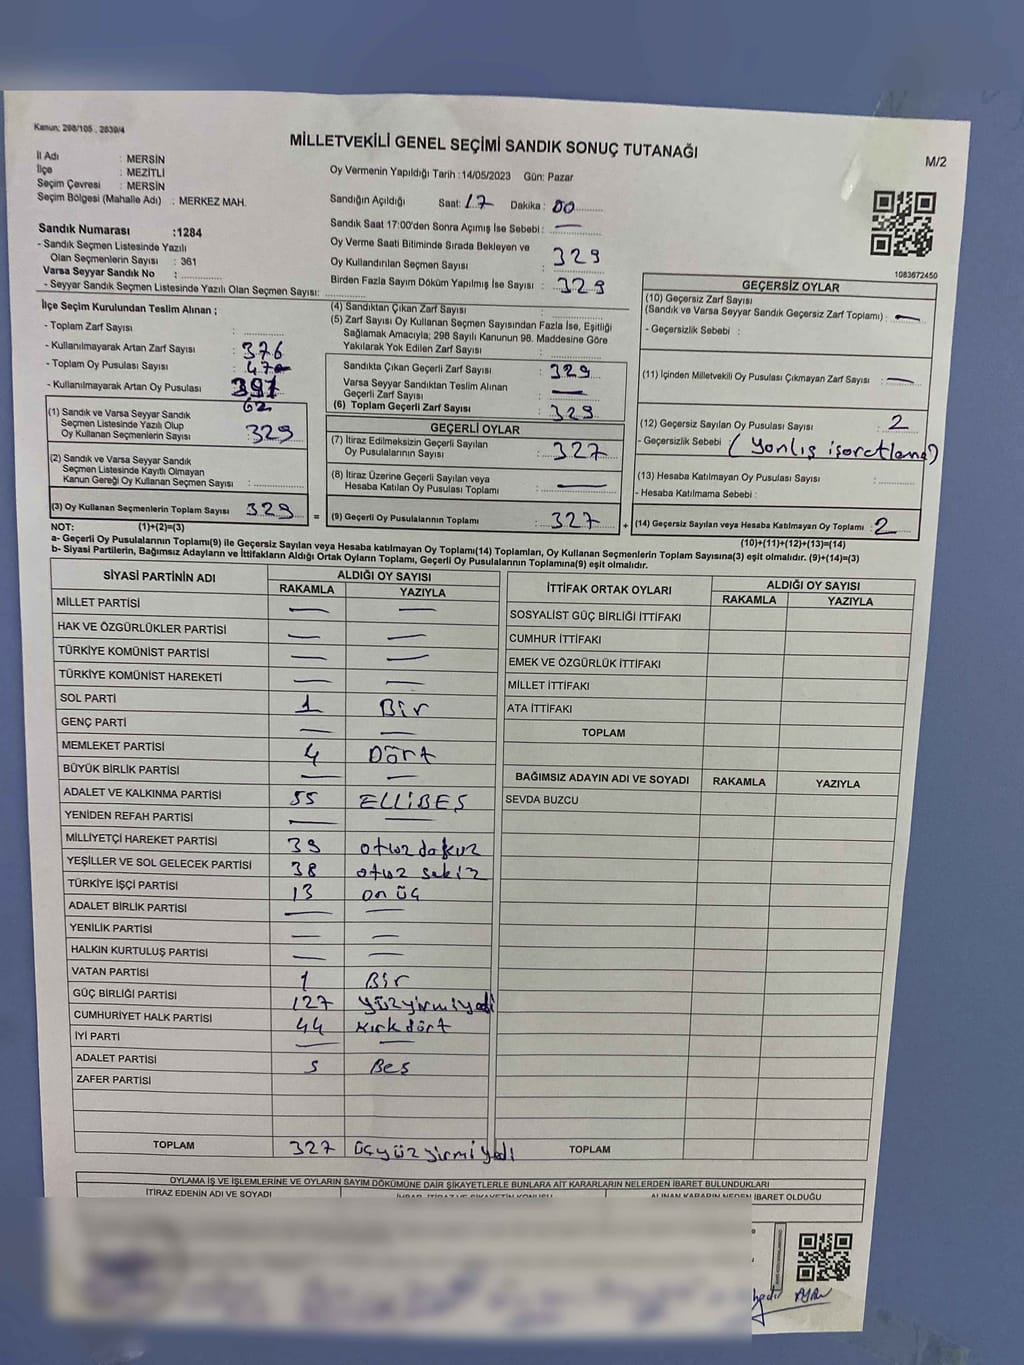 Kanun; 298/105 , 2839/4
MİLLETVEKİLİ GENEL SEÇİMİ SANDIK SONUÇ TUTANAĞI
M/2
İl Adı : MERSİN
İlçe : MEZİTLİ
Seçim Çevresi : MERSİN
Seçim Bölgesi (Mahalle Adı) : MERKEZ MAH.
Oy Vermenin Yapıldığı Tarih :14/05/2023 Gün: Pazar
Sandığın Açıldığı Saat: 17 Dakika : 00
Sandık Saat 17:00'den Sonra Açımış İse Sebebi : —
Oy Verme Saati Bitiminde Sırada Bekleyen ve
Oy Kullandırılan Seçmen Sayısı : 329
Birden Fazla Sayım Döküm Yapılmış İse Sayısı : 329
Sandık Numarası :1284
- Sandık Seçmen Listesinde Yazılı
Olan Seçmenlerin Sayısı : 361
Varsa Seyyar Sandık No :
- Seyyar Sandık Seçmen Listesinde Yazılı Olan Seçmen Sayısı:
1083672450
İlçe Seçim Kurulundan Teslim Alınan ;
- Toplam Zarf Sayısı :
- Kullanılmayarak Artan Zarf Sayısı : 376
- Toplam Oy Pusulası Sayısı :
- Kullanılmayarak Artan Oy Pusulası : 397
62
(1) Sandık ve Varsa Seyyar Sandık
Seçmen Listesinde Yazılı Olup
Oy Kullanan Seçmenlerin Sayısı : 329
(2) Sandık ve Varsa Seyyar Sandık
Seçmen Listesinde Kayıtlı Olmayan
Kanun Gereği Oy Kullanan Seçmen Sayısı :
(3) Oy Kullanan Seçmenlerin Toplam Sayısı : 329
(4) Sandıktan Çıkan Zarf Sayısı :
(5) Zarf Sayısı Oy Kullanan Seçmen Sayısından Fazla İse, Eşitliği
Sağlamak Amacıyla; 298 Sayılı Kanunun 98. Maddesine Göre
Yakılarak Yok Edilen Zarf Sayısı :
Sandıkta Çıkan Geçerli Zarf Sayısı : 329
Varsa Seyyar Sandıktan Teslim Alınan
Geçerli Zarf Sayısı : —
(6) Toplam Geçerli Zarf Sayısı : 329
GEÇERLİ OYLAR
(7) İtiraz Edilmeksizin Geçerli Sayılan
Oy Pusulalarının Sayısı : 327
(8) İtiraz Üzerine Geçerli Sayılan veya
Hesaba Katılan Oy Pusulası Toplamı : —
= (9) Geçerli Oy Pusulalarının Toplamı : 327
GEÇERSİZ OYLAR
(10) Geçersiz Zarf Sayısı
(Sandık ve Varsa Seyyar Sandık Geçersiz Zarf Toplamı) : —
- Geçersizlik Sebebi :
(11) İçinden Milletvekili Oy Pusulası Çıkmayan Zarf Sayısı : —
(12) Geçersiz Sayılan Oy Pusulası Sayısı : 2
- Geçersizlik Sebebi : (Yanlış işaretleme)
(13) Hesaba Katılmayan Oy Pusulası Sayısı :
- Hesaba Katılmama Sebebi :
+ (14) Geçersiz Sayılan veya Hesaba Katılmayan Oy Toplamı : 2
NOT: (1)+(2)=(3)
(10)+(11)+(12)+(13)=(14)
a- Geçerli Oy Pusulalarının Toplamı(9) ile Geçersiz Sayılan veya Hesaba katılmayan Oy Toplamı(14) Toplamları, Oy Kullanan Seçmenlerin Toplam Sayısına(3) eşit olmalıdır. (9)+(14)=(3)
b- Siyasi Partilerin, Bağımsız Adayların ve İttifakların Aldığı Ortak Oyların Toplamı, Geçerli Oy Pusulalarının Toplamına(9) eşit olmalıdır.
SİYASİ PARTİNİN ADI ALDIĞI OY SAYISI
RAKAMLA YAZIYLA
MİLLET PARTİSİ — —
HAK VE ÖZGÜRLÜKLER PARTİSİ — —
TÜRKİYE KOMÜNİST PARTİSİ — —
TÜRKİYE KOMÜNİST HAREKETİ — —
SOL PARTİ 1 Bir
GENÇ PARTİ — —
MEMLEKET PARTİSİ 4 Dört
BÜYÜK BİRLİK PARTİSİ — —
ADALET VE KALKINMA PARTİSİ 55 ELLİBEŞ
YENİDEN REFAH PARTİSİ — —
MİLLİYETÇİ HAREKET PARTİSİ 39 otuz dokuz
YEŞİLLER VE SOL GELECEK PARTİSİ 38 otuz sekiz
TÜRKİYE İŞÇİ PARTİSİ 13 on üç
ADALET BİRLİK PARTİSİ — —
YENİLİK PARTİSİ — —
HALKIN KURTULUŞ PARTİSİ — —
VATAN PARTİSİ 1 Bir
GÜÇ BİRLİĞİ PARTİSİ 127 yüzyirmiyedi
CUMHURİYET HALK PARTİSİ 44 kırk dört
İYİ PARTİ — —
ADALET PARTİSİ 5 Beş
ZAFER PARTİSİ
TOPLAM 327 üçyüzyirmiyedi
İTTİFAK ORTAK OYLARI ALDIĞI OY SAYISI
RAKAMLA YAZIYLA
SOSYALİST GÜÇ BİRLİĞİ İTTİFAKI
CUMHUR İTTİFAKI
EMEK VE ÖZGÜRLÜK İTTİFAKI
MİLLET İTTİFAKI
ATA İTTİFAKI
TOPLAM
BAĞIMSIZ ADAYIN ADI VE SOYADI RAKAMLA YAZIYLA
SEVDA BUZCU
TOPLAM
OYLAMA İŞ VE İŞLEMLERİNE VE OYLARIN SAYIM DÖKÜMÜNE DAİR ŞİKAYETLERLE BUNLARA AİT KARARLARIN NELERDEN İBARET BULUNDUKLARI
İTİRAZ EDENİN ADI VE SOYADI İHBAR, İTİRAZ VE ŞİKAYETİN KONUSU ALINAN KARARIN NEDEN İBARET OLDUĞU